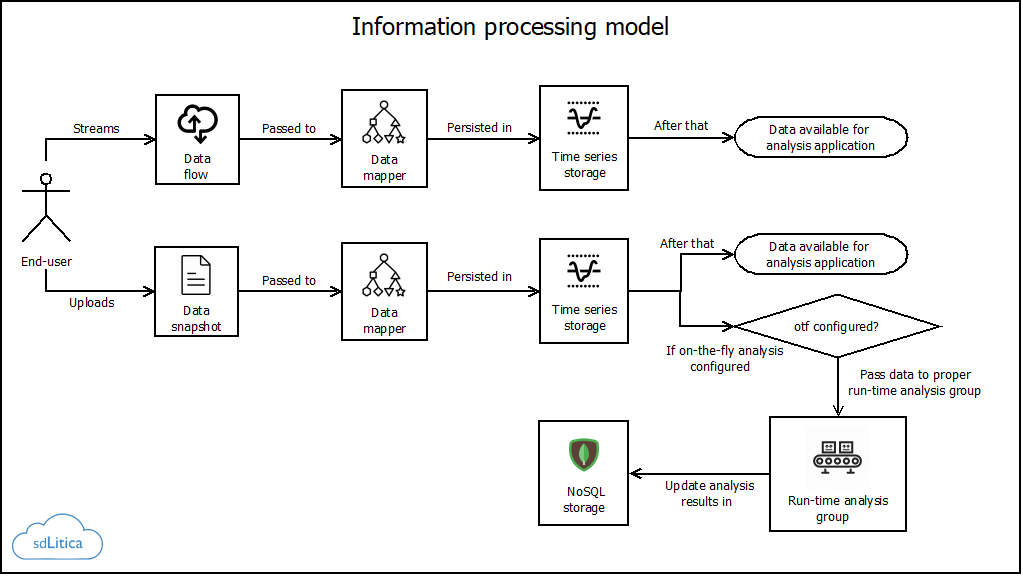 Information processing model
Streams
Data
flow
Passed to
Data
mapper
Persisted in
Time series
storage
After that
Data available for
analysis application
End-user
Uploads
Data
snapshot
Passed to
Data
mapper
Persisted in
Time series
storage
After that
Data available for
analysis application
otf configured?
If on-the-fly analysis
configured
Pass data to proper
run-time analysis group
Run-time analysis
group
Update analysis
results in
NoSQL
storage
sdLitica